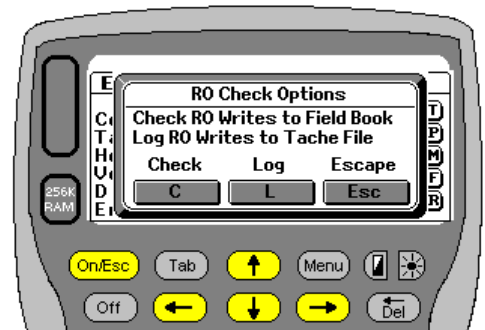 RO Check Options
Check RO Writes to Field Book
Log RO Writes to Tache File
Check Log Escape
C L Esc
T
P
M
F
R
256K
RAM
On/Esc Tab Menu
Off Del